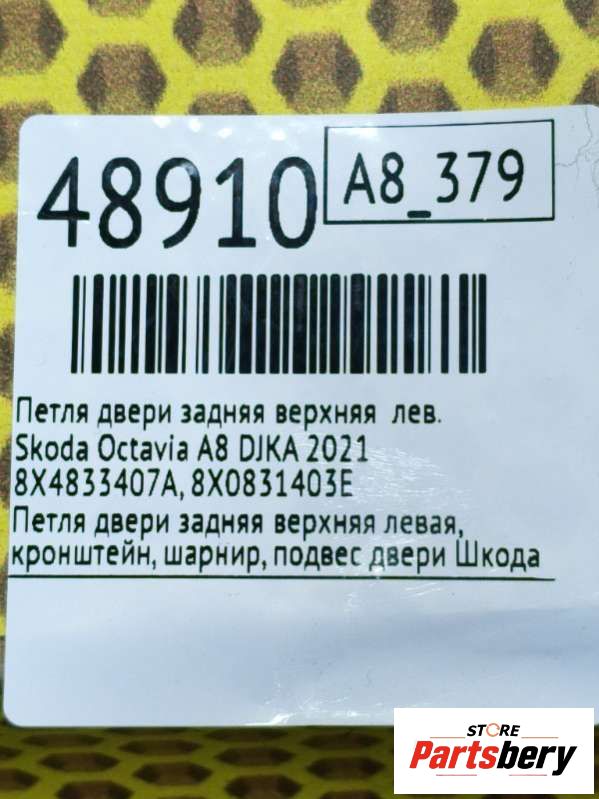 48910
A8_379
Петля двери задняя верхняя лев.
Skoda Octavia A8 DJKA 2021
8X4833407A, 8X0831403E
Петля двери задняя верхняя левая,
кронштейн, шарнир, подвес двери Шкода
STORE
Partsbery